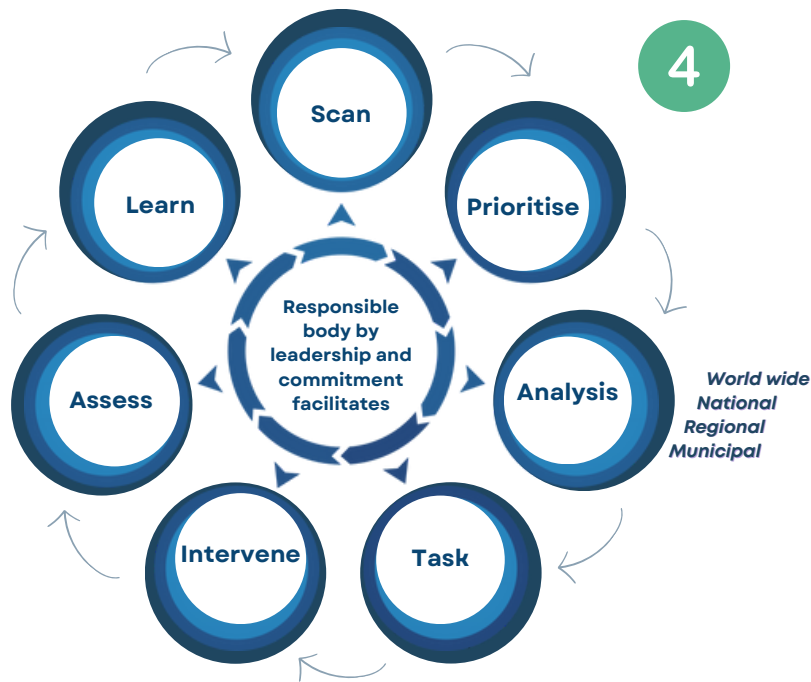 4
Scan
Prioritise
Analysis
World wide
National
Regional
Municipal
Task
Intervene
Assess
Learn
Responsible
body by
leadership and
commitment
facilitates